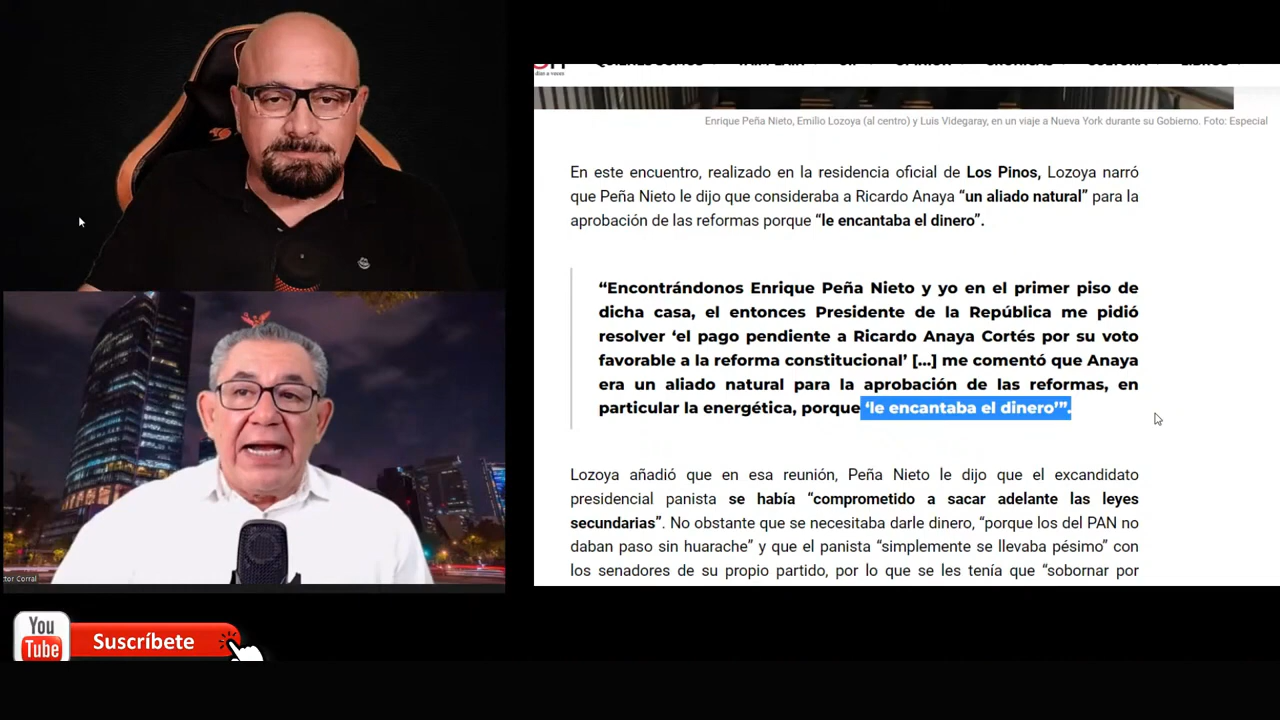 Enrique Peña Nieto, Emilio Lozoya (al centro) y Luis Videgaray, en un viaje a Nueva York durante su Gobierno. Foto: Especial
En este encuentro, realizado en la residencia oficial de Los Pinos, Lozoya narró
que Peña Nieto le dijo que consideraba a Ricardo Anaya “un aliado natural” para la
aprobación de las reformas porque “le encantaba el dinero”.
“Encontrándonos Enrique Peña Nieto y yo en el primer piso de
dicha casa, el entonces Presidente de la República me pidió
resolver ‘el pago pendiente a Ricardo Anaya Cortés por su voto
favorable a la reforma constitucional’ [...] me comentó que Anaya
era un aliado natural para la aprobación de las reformas, en
particular la energética, porque ‘le encantaba el dinero’”.
Lozoya añadió que en esa reunión, Peña Nieto le dijo que el excandidato
presidencial panista se había “comprometido a sacar adelante las leyes
secundarias”. No obstante que se necesitaba darle dinero, “porque los del PAN no
daban paso sin huarache” y que el panista “simplemente se llevaba pésimo” con
los senadores de su propio partido, por lo que se les tenía que “sobornar por
ctor Corral
You
Tube
Suscríbete